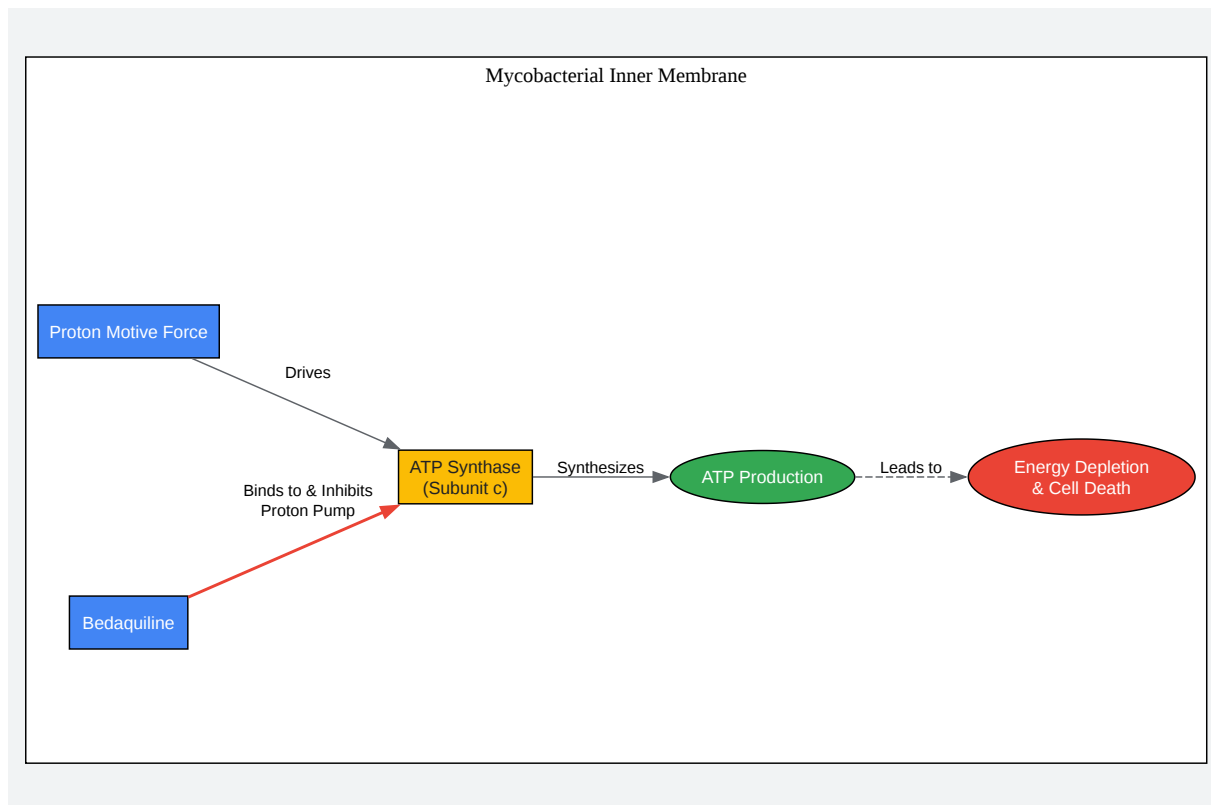 Mycobacterial Inner Membrane
Proton Motive Force
Drives
ATP Synthase
(Subunit c)
Synthesizes
ATP Production
Leads to
Energy Depletion
& Cell Death
Binds to & Inhibits
Proton Pump
Bedaquiline